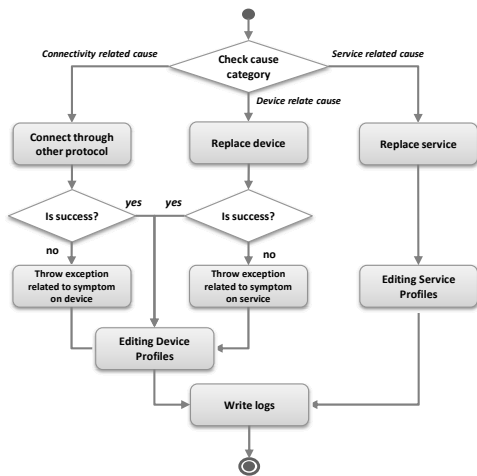 Connectivity related cause
Check cause
category
Service related cause
Device relate cause
Connect through
other protocol
Replace device
Replace service
Is success?
yes
yes
Is success?
no
no
Throw exception
related to symptom
on device
Throw exception
related to symptom
on service
Editing Service
Profiles
Editing Device
Profiles
Write logs